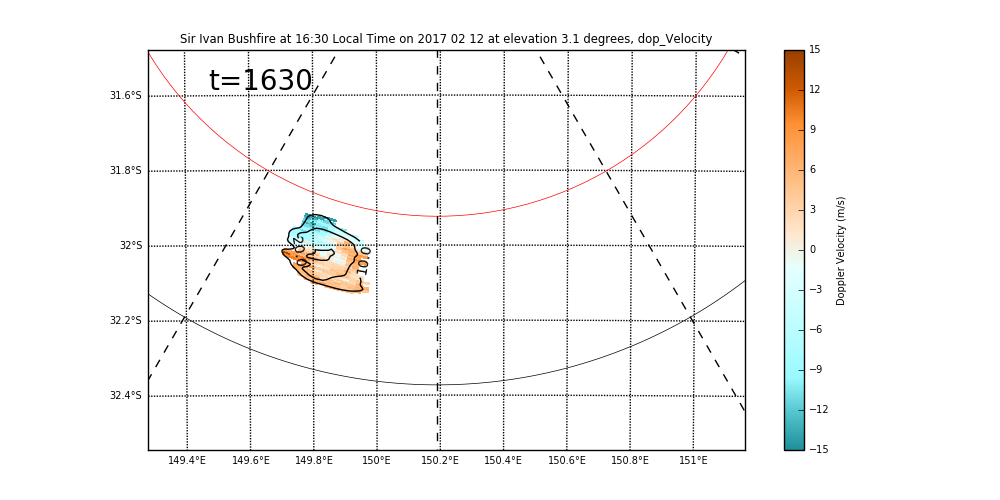 Sir Ivan Bushfire at 16:30 Local Time on 2017 02 12 at elevation 3.1 degrees, dop_Velocity
t=1630
31.6°S
31.8°S
32°S
32.2°S
32.4°S
149.4°E
149.6°E
149.8°E
150°E
150.2°E
150.4°E
150.6°E
150.8°E
151°E
10.0
15
12
9
6
3
0
−3
−6
−9
−12
−15
Doppler Velocity (m/s)